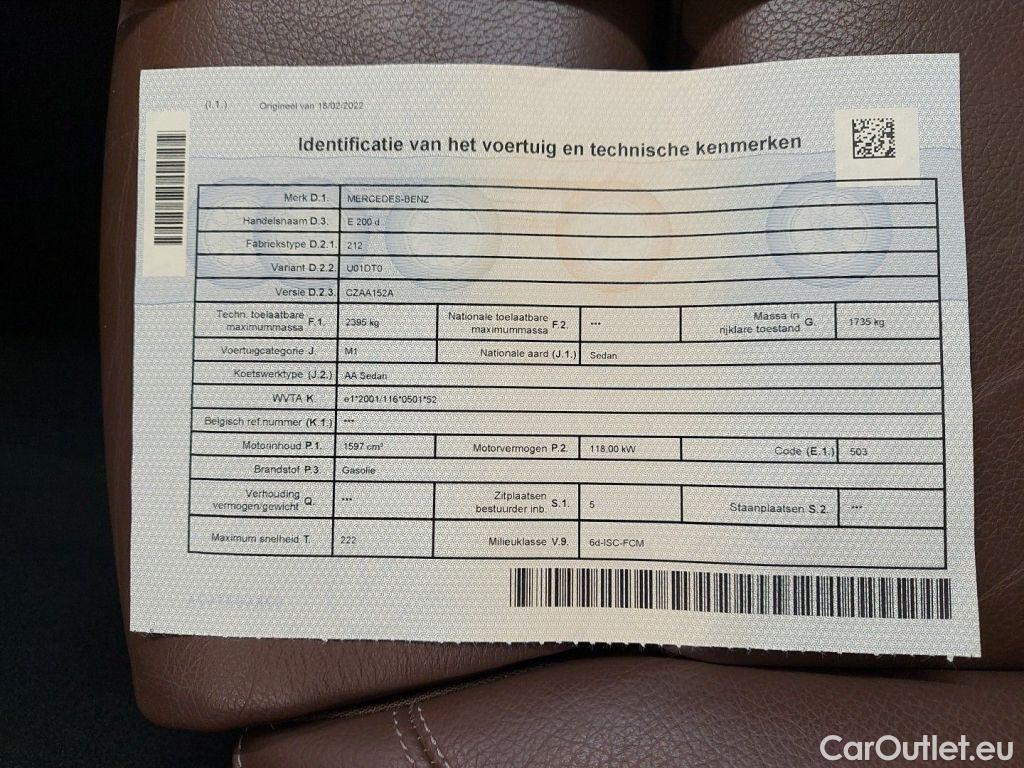 (I.1.) Origineel van 18/02/2022
Identificatie van het voertuig en technische kenmerken
Merk D.1. MERCEDES-BENZ
Handelsnaam D.3. E 200 d
Fabriekstype D.2.1. 212
Variant D.2.2. U01DT0
Versie D.2.3. CZAA152A
Techn. toelaatbare maximummassa F.1. 2395 kg Nationale toelaatbare maximummassa F.2. *** Massa in rijklare toestand G. 1735 kg
Voertuigcategorie J. M1 Nationale aard (J.1.) Sedan
Koetswerktype (J.2.) AA Sedan
WVTA K. e1*2001/116*0501*52
Belgisch ref.nummer (K.1.) ***
Motorinhoud P.1. 1597 cm³ Motorvermogen P.2. 118.00 kW Code (E.1.) 503
Brandstof P.3. Gasolie
Verhouding vermogen/gewicht Q. *** Zitplaatsen bestuurder inb. S.1. 5 Staanplaatsen S.2. ***
Maximum snelheid T. 222 Milieuklasse V.9. 6d-ISC-FCM
CarOutlet.eu